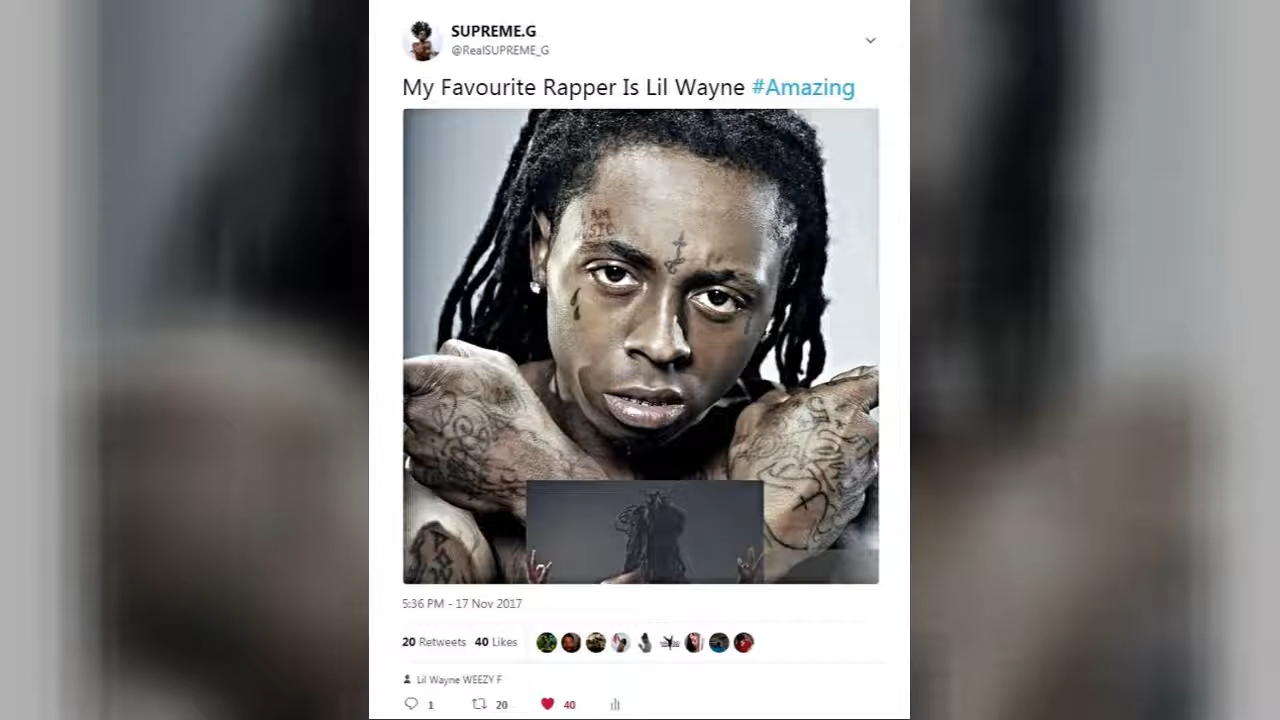 SUPREME.G
@RealSUPREME_G
My Favourite Rapper Is Lil Wayne #Amazing
I AM
5:36 PM - 17 Nov 2017
20 Retweets 40 Likes
Lil Wayne WEEZY F
1 20 40